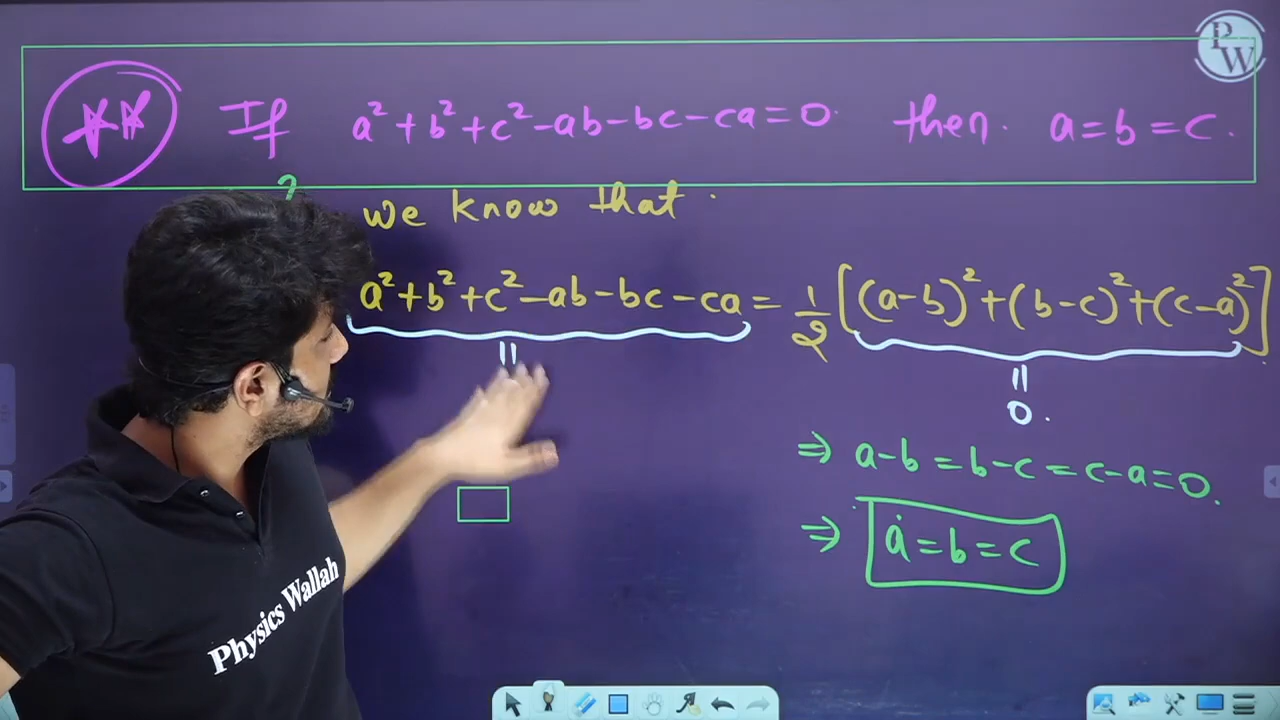 PW
If a²+b²+c²-ab-bc-ca=0. then. a=b=c.
?
we know that.
a²+b²+c²-ab-bc-ca = 1/2 [(a-b)²+(b-c)²+(c-a)²]
||
||
0.
⇒ a-b=b-c=c-a=0.
⇒ a=b=c
Physics Wallah